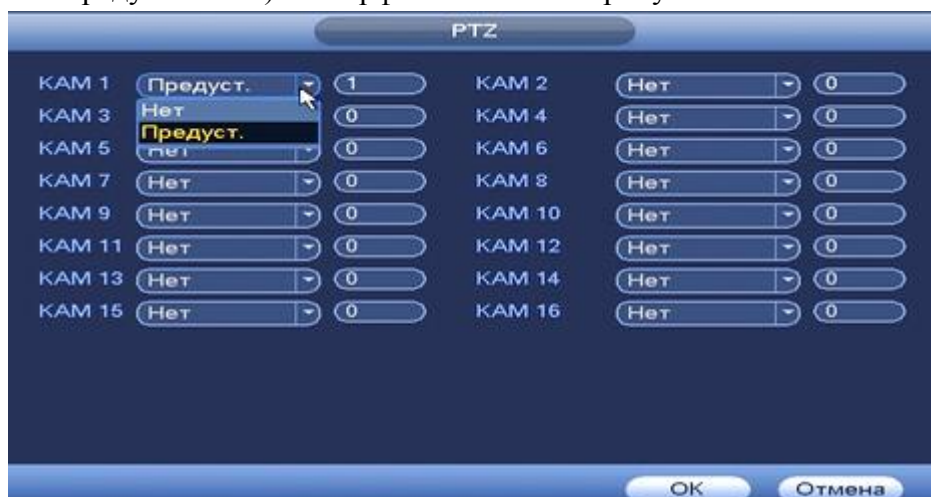 PTZ
КАМ 1 Предуст. 1 КАМ 2 Нет 0
КАМ 3 Нет 0 КАМ 4 Нет 0
Предуст.
КАМ 5 Нет 0 КАМ 6 Нет 0
КАМ 7 Нет 0 КАМ 8 Нет 0
КАМ 9 Нет 0 КАМ 10 Нет 0
КАМ 11 Нет 0 КАМ 12 Нет 0
КАМ 13 Нет 0 КАМ 14 Нет 0
КАМ 15 Нет 0 КАМ 16 Нет 0
OK Отмена